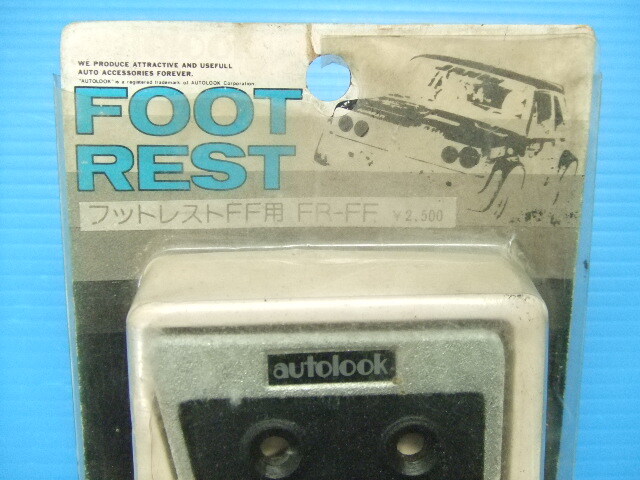 WE PRODUCE ATTRACTIVE AND USEFULL
AUTO ACCESSORIES FOREVER.
"AUTOLOOK" is a registered trademark of AUTOLOOK Corporation.
FOOT
REST
フットレストFF用 FR-FF ¥2,500
autolook